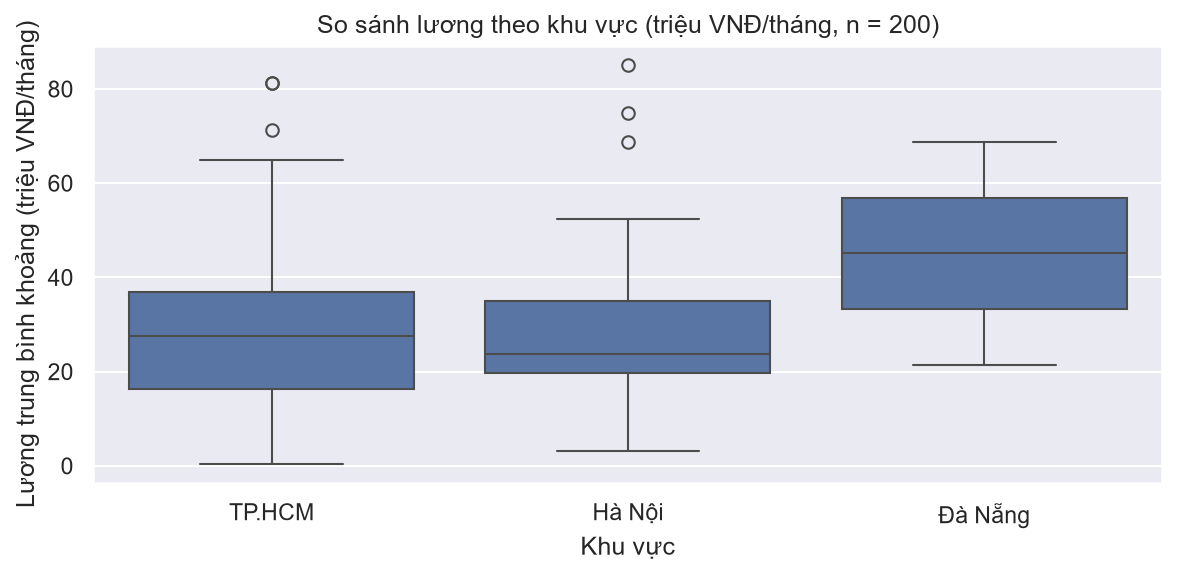 So sánh lương theo khu vực (triệu VNĐ/tháng, n = 200)
Lương trung bình khoảng (triệu VNĐ/tháng)
80
60
40
20
0
TP.HCM
Hà Nội
Đà Nẵng
Khu vực